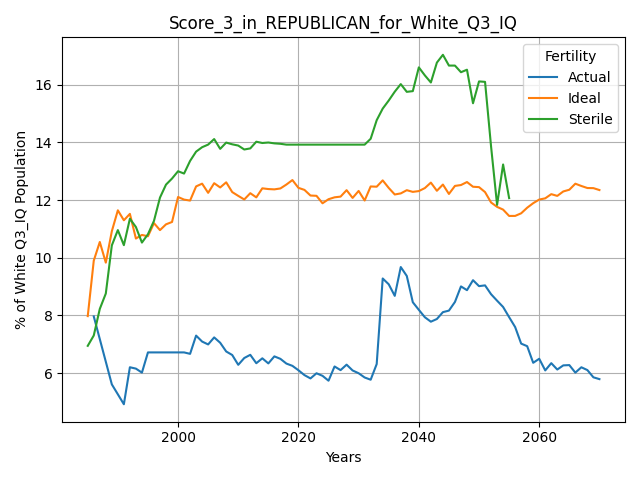 Score_3_in_REPUBLICAN_for_White_Q3_IQ
% of White Q3_IQ Population
16
14
12
10
8
6
Fertility
Actual
Ideal
Sterile
2000 2020 2040 2060
Years